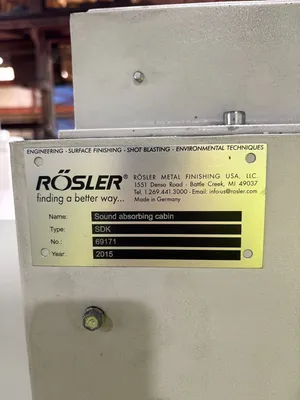 ENGINEERING - SURFACE FINISHING - SHOT BLASTING - ENVIRONMENTAL TECHNIQUES
RÖSLER®
finding a better way...
RÖSLER METAL FINISHING USA, LLC.
1551 Denso Road · Battle Creek, MI 49037
Tel. 1.269.441.3000 · Email: info-us@rosler.com
Made in Germany
Name: Sound absorbing cabin
Type: SDK
No.: 69171
Year: 2015